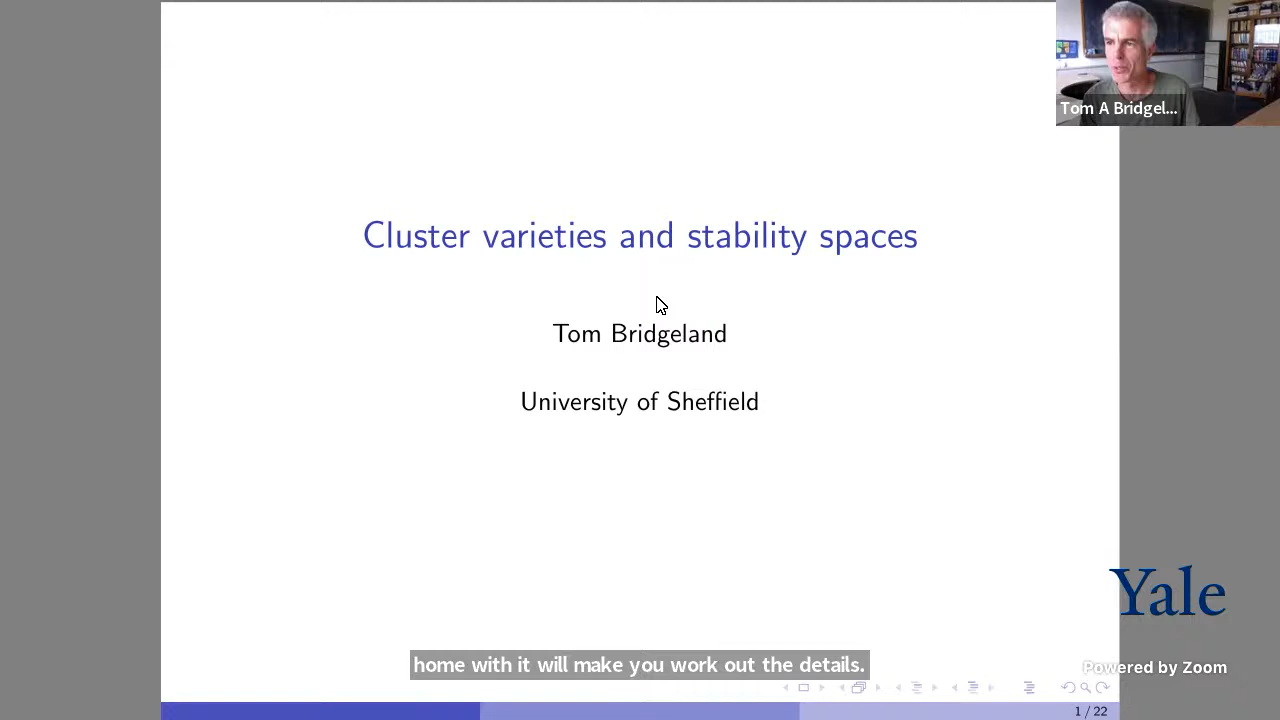 Tom A Bridgel...
Cluster varieties and stability spaces
Tom Bridgeland
University of Sheffield
Yale
home with it will make you work out the details.
Powered by Zoom
1 / 22